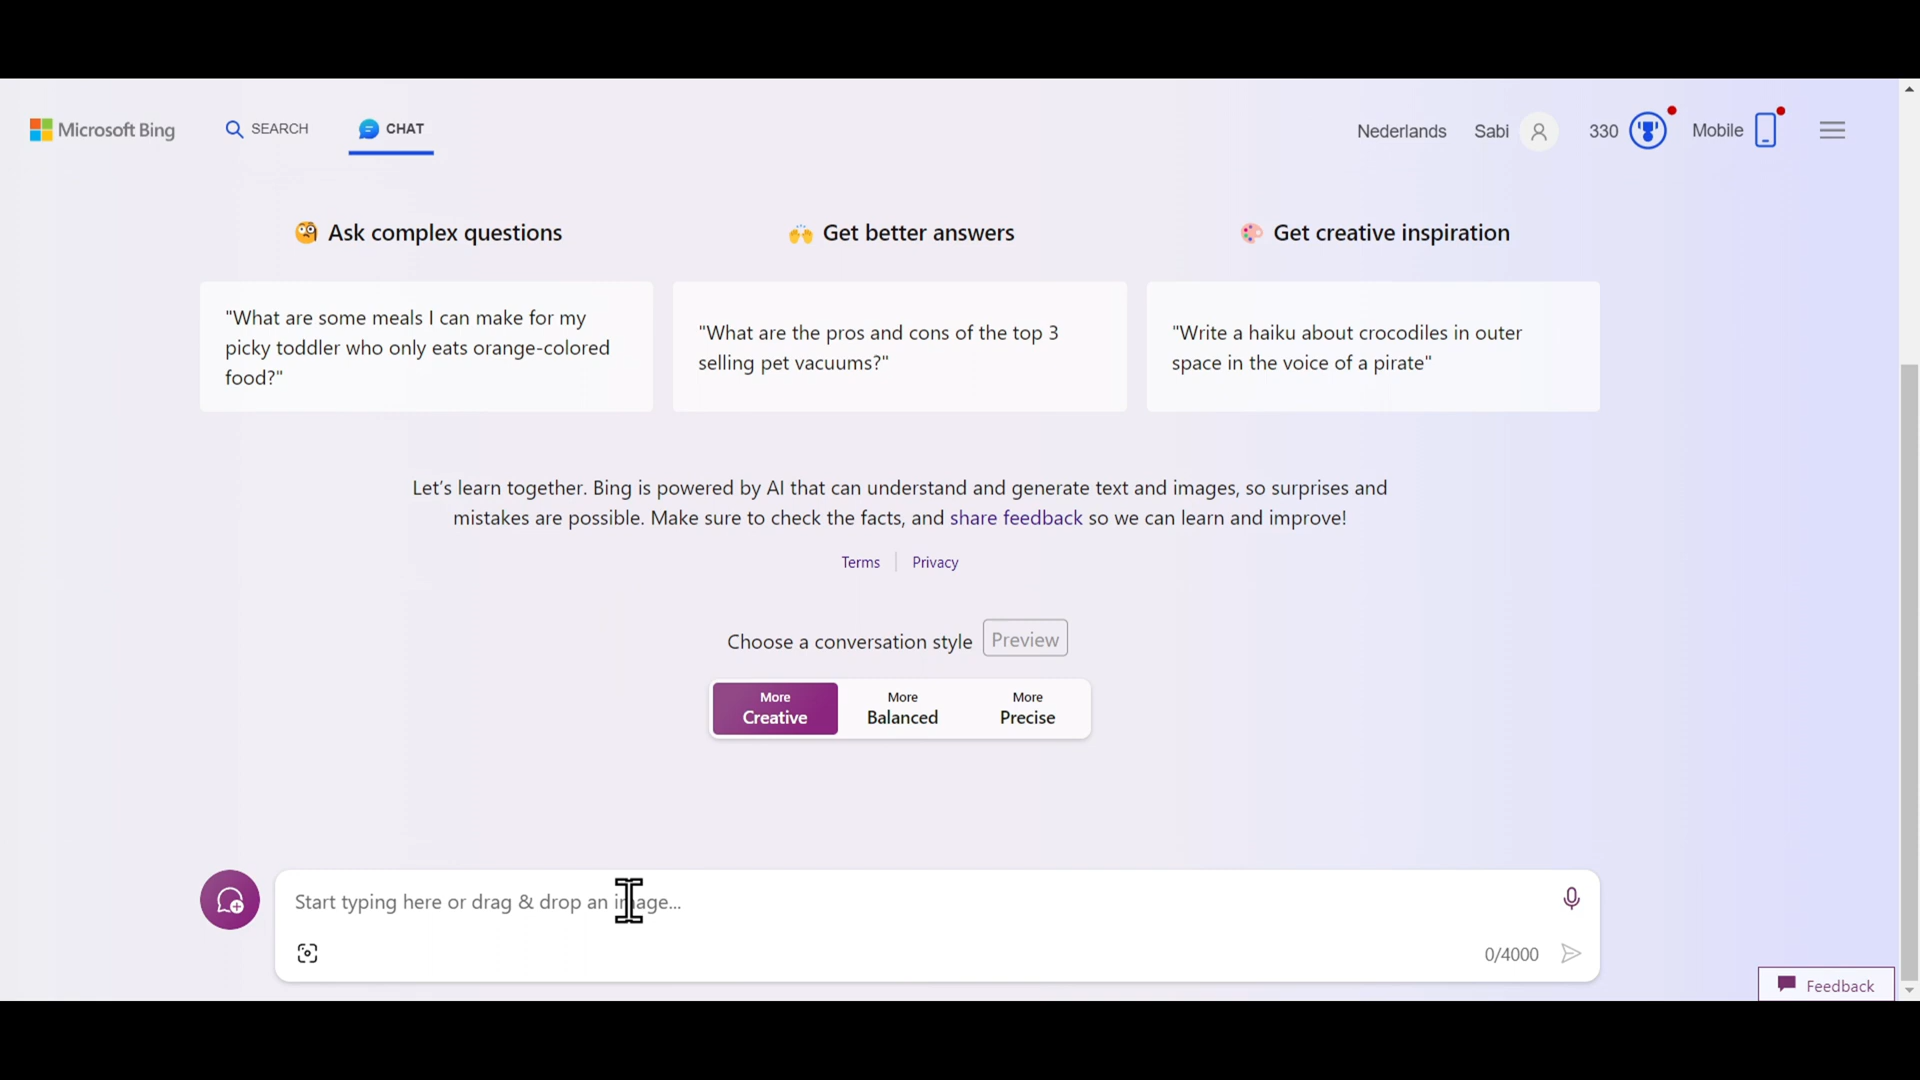 Microsoft Bing
SEARCH
CHAT
Nederlands
Sabi
330
Mobile
Ask complex questions
Get better answers
Get creative inspiration
"What are some meals I can make for my
picky toddler who only eats orange-colored
food?"
"What are the pros and cons of the top 3
selling pet vacuums?"
"Write a haiku about crocodiles in outer
space in the voice of a pirate"
Let's learn together. Bing is powered by AI that can understand and generate text and images, so surprises and
mistakes are possible. Make sure to check the facts, and share feedback so we can learn and improve!
Terms
Privacy
Choose a conversation style
Preview
More
Creative
More
Balanced
More
Precise
Start typing here or drag & drop an image...
0/4000
Feedback